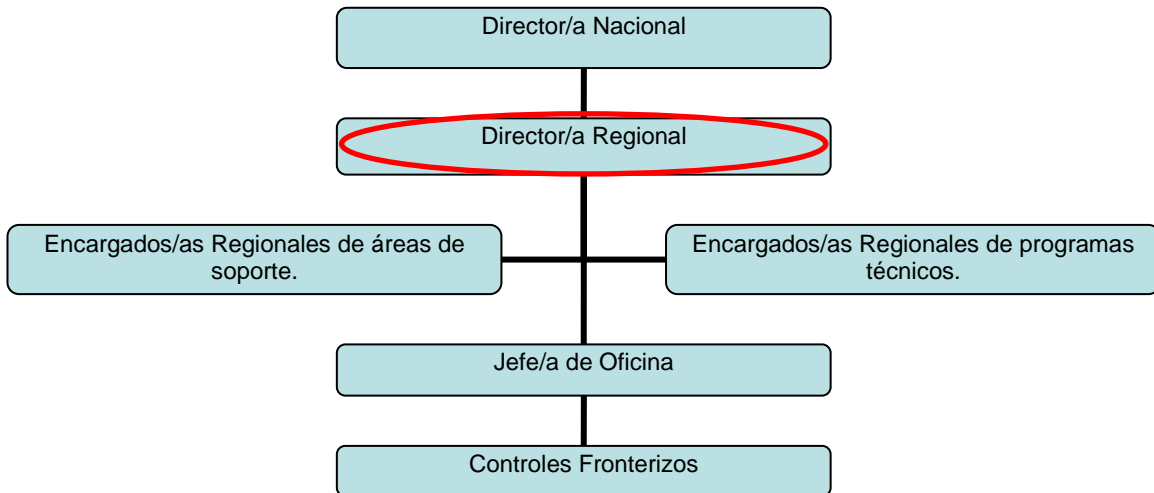 Director/a Nacional
Director/a Regional
Encargados/as Regionales de áreas de
soporte.
Encargados/as Regionales de programas
técnicos.
Jefe/a de Oficina
Controles Fronterizos